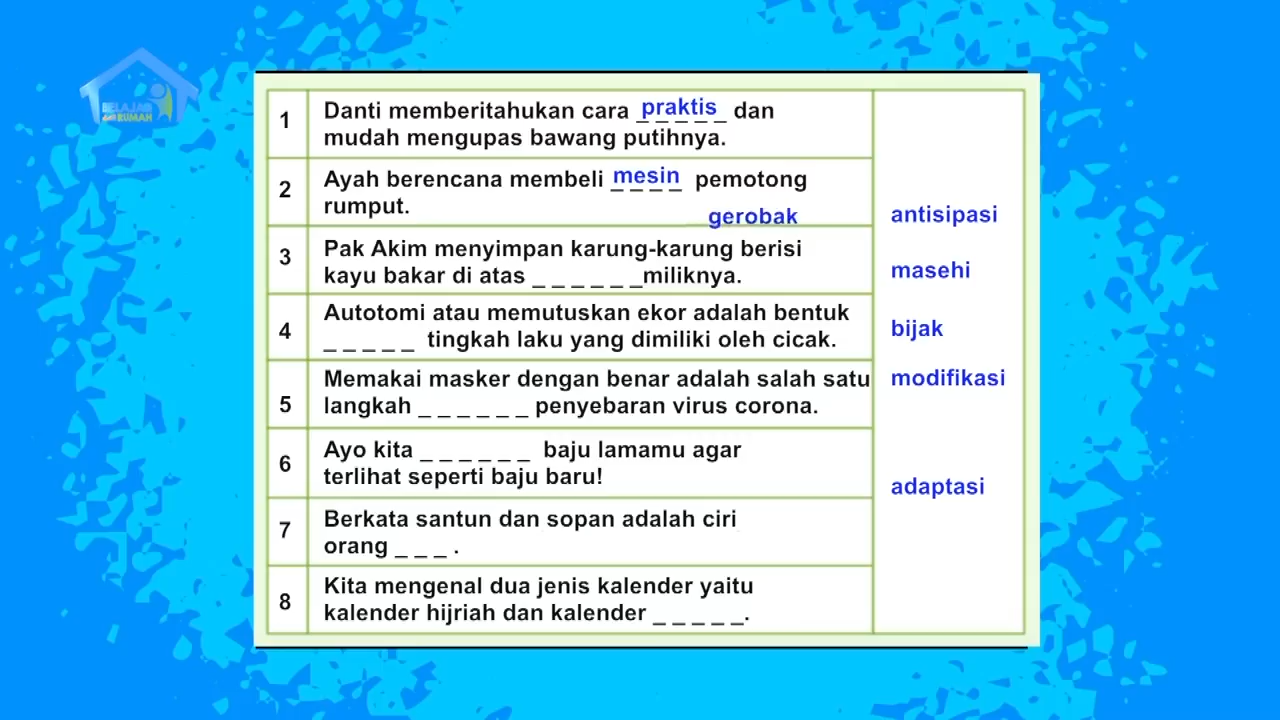 BELAJAR
dari RUMAH
1 Danti memberitahukan cara praktis dan
mudah mengupas bawang putihnya.
2 Ayah berencana membeli mesin pemotong
rumput.
gerobak
3 Pak Akim menyimpan karung-karung berisi
kayu bakar di atas _ _ _ _ _ _miliknya.
4 Autotomi atau memutuskan ekor adalah bentuk
_ _ _ _ _ tingkah laku yang dimiliki oleh cicak.
5 Memakai masker dengan benar adalah salah satu
langkah _ _ _ _ _ _ penyebaran virus corona.
6 Ayo kita _ _ _ _ _ _ baju lamamu agar
terlihat seperti baju baru!
7 Berkata santun dan sopan adalah ciri
orang _ _ _ .
8 Kita mengenal dua jenis kalender yaitu
kalender hijriah dan kalender _ _ _ _ _.
antisipasi
masehi
bijak
modifikasi
adaptasi